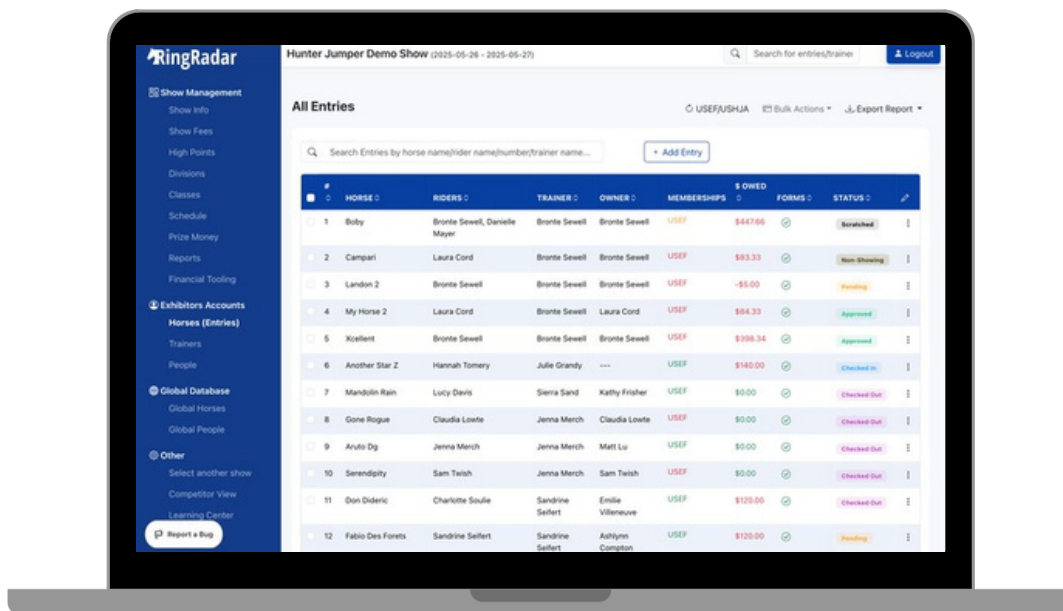 RingRadar
Hunter Jumper Demo Show (2025-05-26 - 2025-05-27)
Search for entries/trainer
Logout
Show Management
Show Info
Show Fees
High Points
Divisions
Classes
Schedule
Prize Money
Reports
Financial Tooling
Exhibitors Accounts
Horses (Entries)
Trainers
People
Global Database
Global Horses
Global People
Other
Select another show
Competitor View
Learning Center
Report a Bug
All Entries
USEF/USHJA Bulk Actions Export Report
Search Entries by horse name/rider name/number/trainer name...
+ Add Entry
# HORSE RIDERS TRAINER OWNER MEMBERSHIPS $ OWED FORMS STATUS
1 Boby Bronte Sewell, Danielle Mayer Bronte Sewell Bronte Sewell USEF $447.66 Scratched
2 Campari Laura Cord Bronte Sewell Bronte Sewell USEF $83.33 Non-Showing
3 Landon 2 Bronte Sewell Bronte Sewell Bronte Sewell USEF -$5.00 Pending
4 My Horse 2 Laura Cord Bronte Sewell Laura Cord USEF $84.33 Approved
5 Xcellent Bronte Sewell Bronte Sewell Bronte Sewell USEF $398.34 Approved
6 Another Star Z Hannah Tomery Julie Grandy --- USEF $140.00 Checked In
7 Mandolin Rain Lucy Davis Sierra Sand Kathy Frisher USEF $0.00 Checked Out
8 Gone Rogue Claudia Lowte Jenna Merch Claudia Lowte USEF $0.00 Checked Out
9 Aruto Dg Jenna Merch Jenna Merch Matt Lu USEF $0.00 Checked Out
10 Serendipity Sam Twish Jenna Merch Sam Twish USEF $0.00 Checked Out
11 Don Dideric Charlotte Soulie Sandrine Seifert Emilie Villeneuve USEF $120.00 Checked Out
12 Fabio Des Forets Sandrine Seifert Sandrine Seifert Ashlynn Compton USEF $120.00 Pending